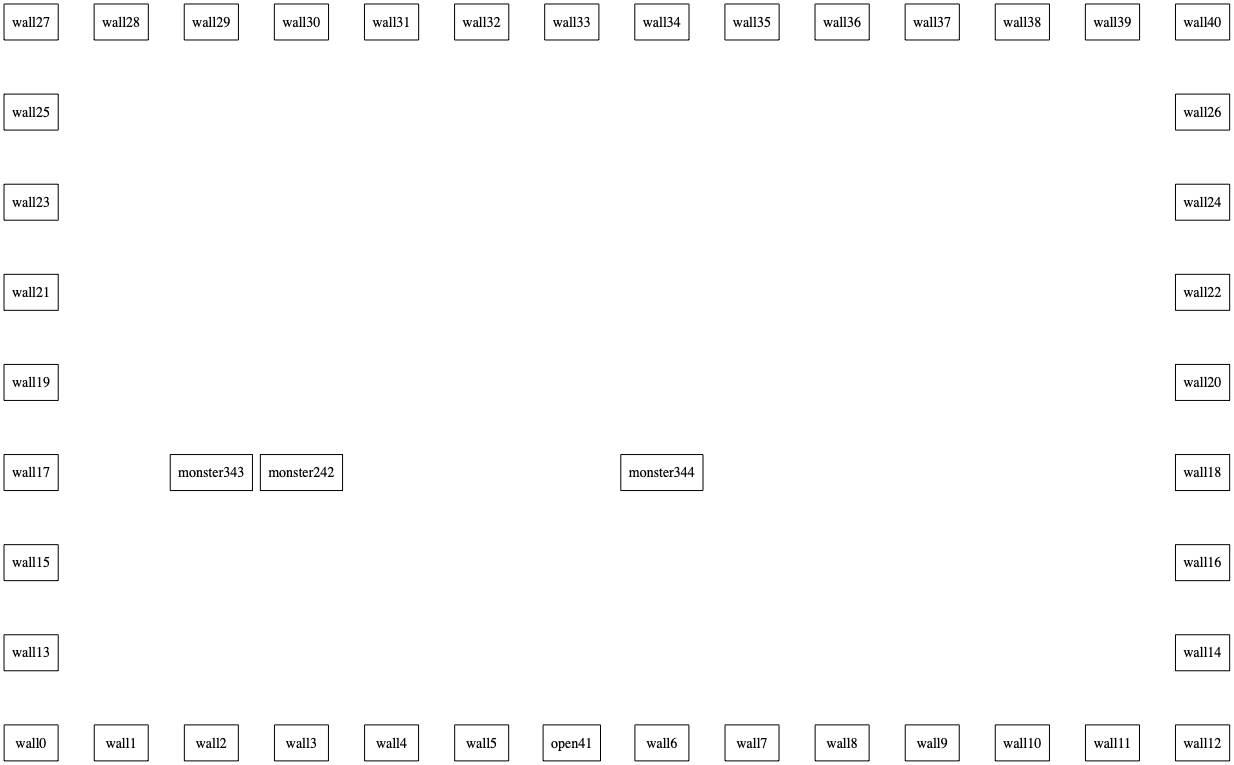 wall27 wall28 wall29 wall30 wall31 wall32 wall33 wall34 wall35 wall36 wall37 wall38 wall39 wall40
wall25 wall26
wall23 wall24
wall21 wall22
wall19 wall20
wall17 monster343 monster242 monster344 wall18
wall15 wall16
wall13 wall14
wall0 wall1 wall2 wall3 wall4 wall5 open41 wall6 wall7 wall8 wall9 wall10 wall11 wall12